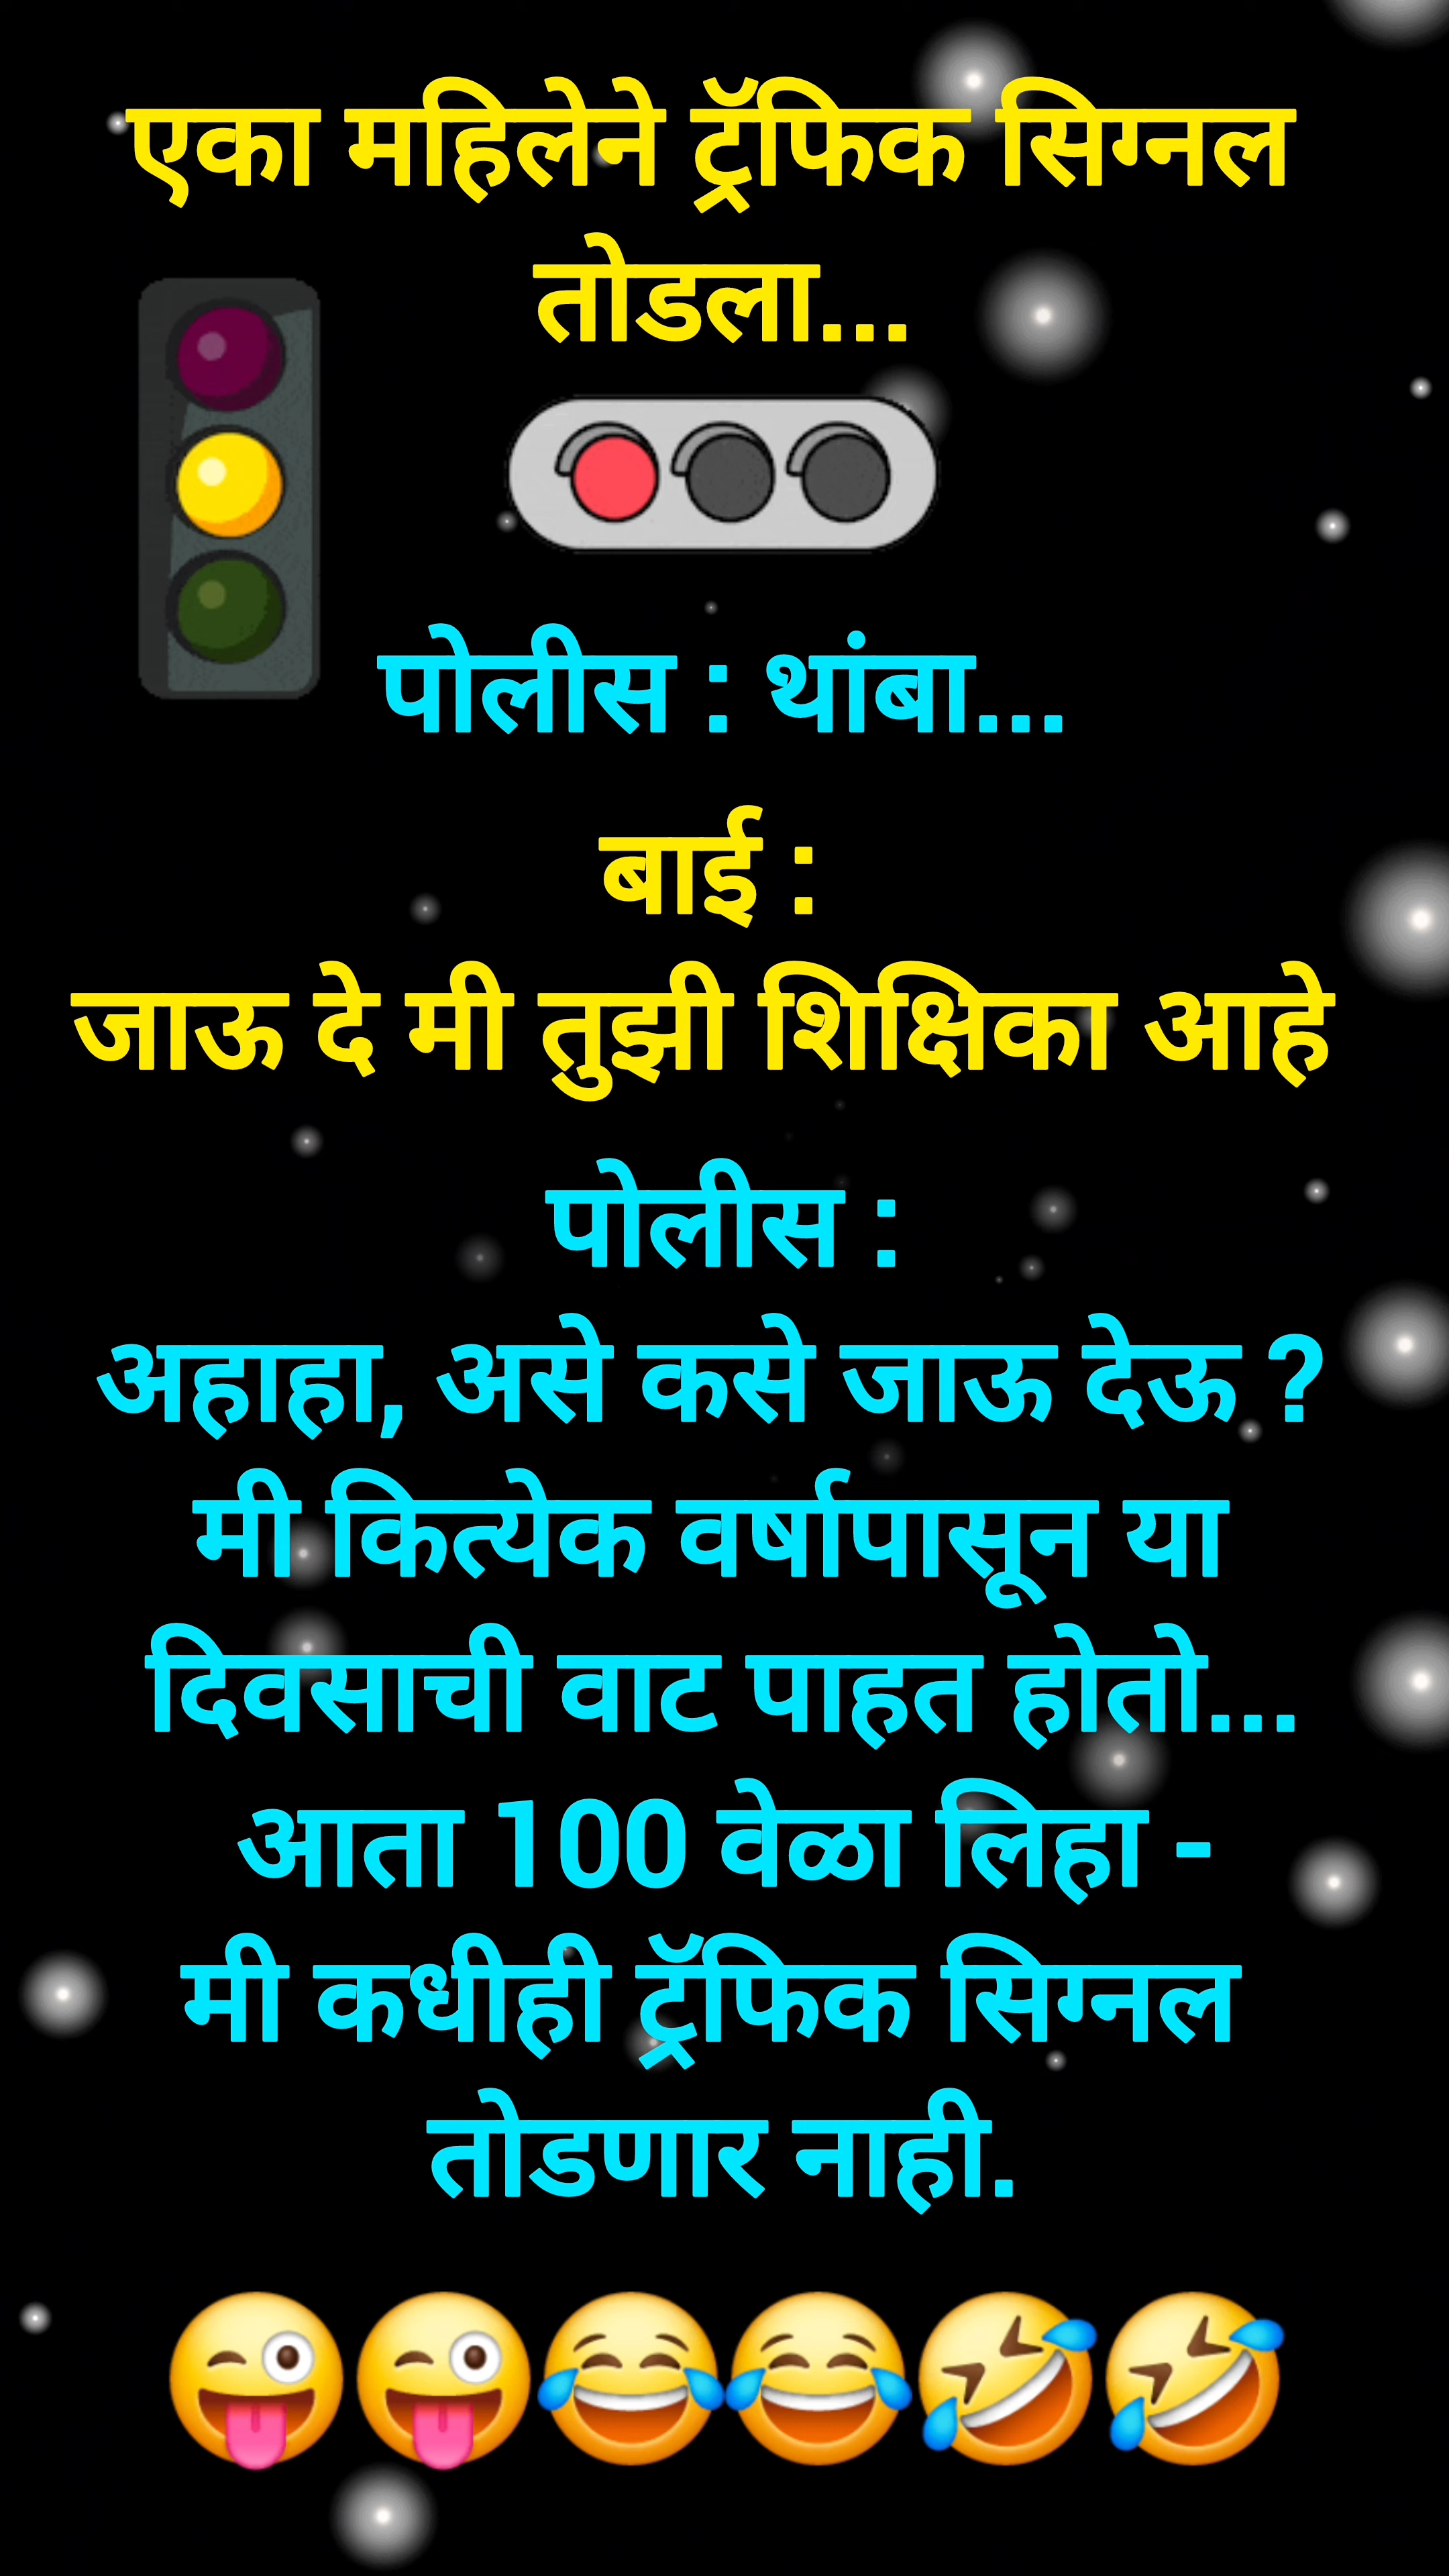 एका महिलेने ट्रॅफिक सिग्नल
तोडला...
पोलीस : थांबा...
बाई :
जाऊ दे मी तुझी शिक्षिका आहे
पोलीस :
अहाहा, असे कसे जाऊ देऊ ?
मी कित्येक वर्षापासून या
दिवसाची वाट पाहत होतो...
आता 100 वेळा लिहा -
मी कधीही ट्रॅफिक सिग्नल
तोडणार नाही.
😜😜😂😂🤣🤣